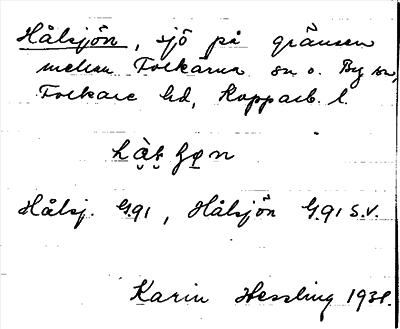 Hålsjön, sjö på gränsen
mellan Folkärna sn o. By sn,
Folkare hd, Kopparb. l.
Hålsj. G.91, Hålsjön G.91 S.V.
Karin Hessling 1938.